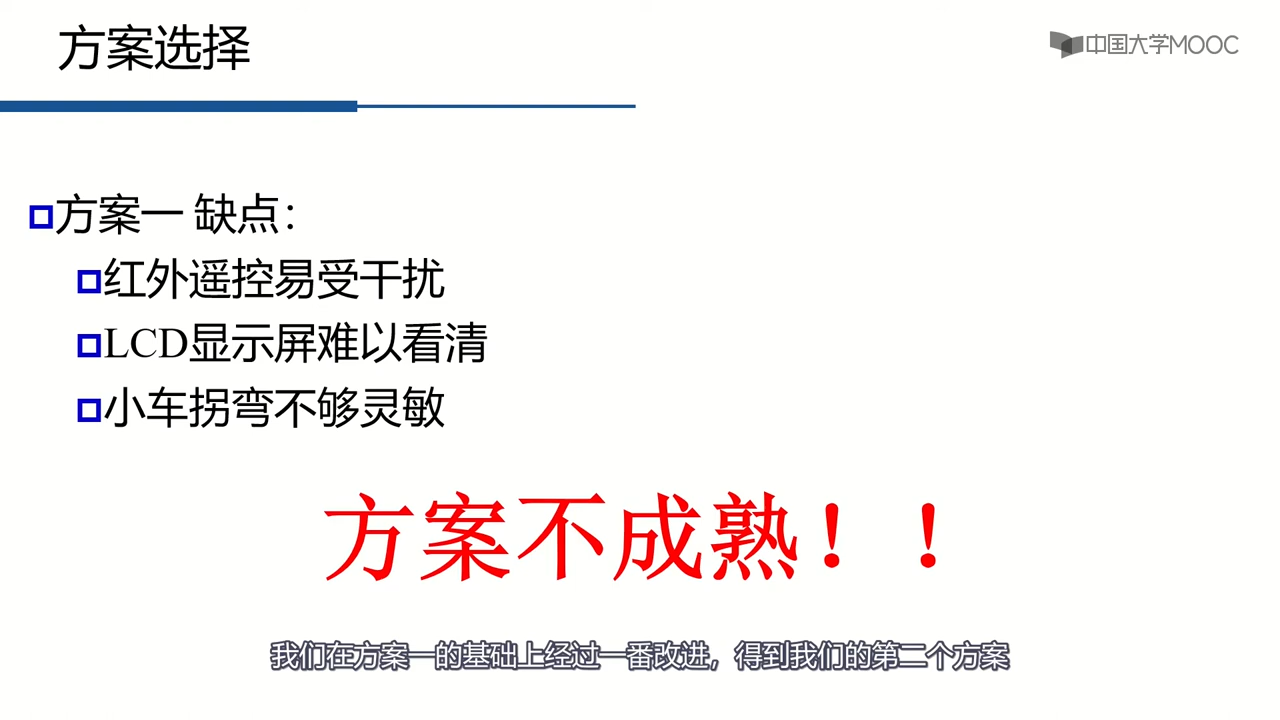 方案选择
中国大学MOOC
方案一 缺点：
红外遥控易受干扰
LCD显示屏难以看清
小车拐弯不够灵敏
方案不成熟！！
我们在方案一的基础上经过一番改进，得到我们的第二个方案